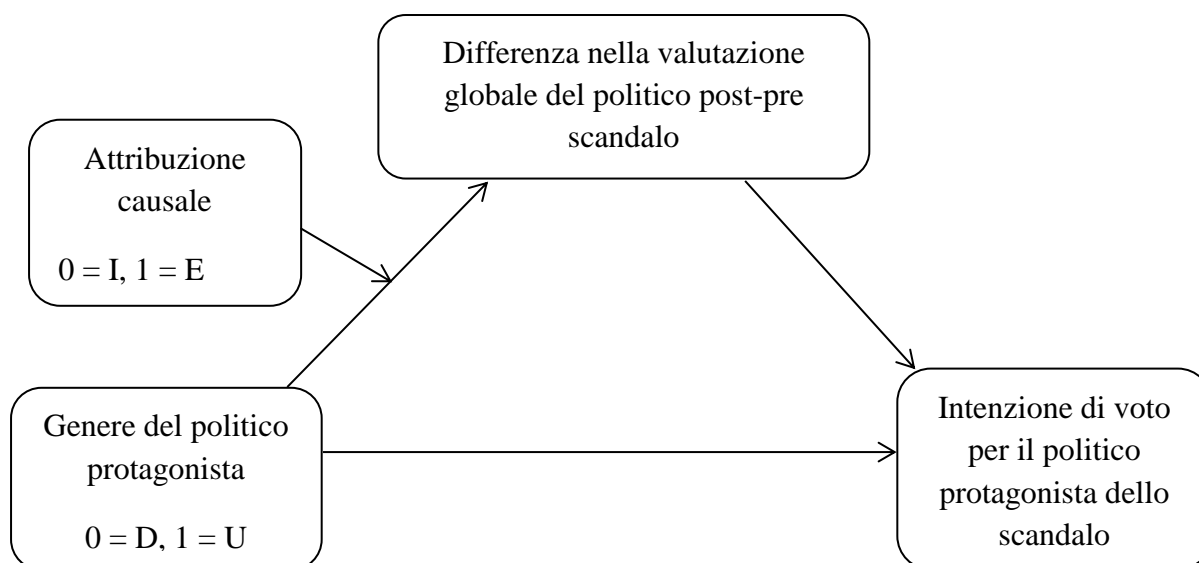 Differenza nella valutazione
globale del politico post-pre
scandalo
Attribuzione
causale
0 = I, 1 = E
Genere del politico
protagonista
0 = D, 1 = U
Intenzione di voto
per il politico
protagonista dello
scandalo